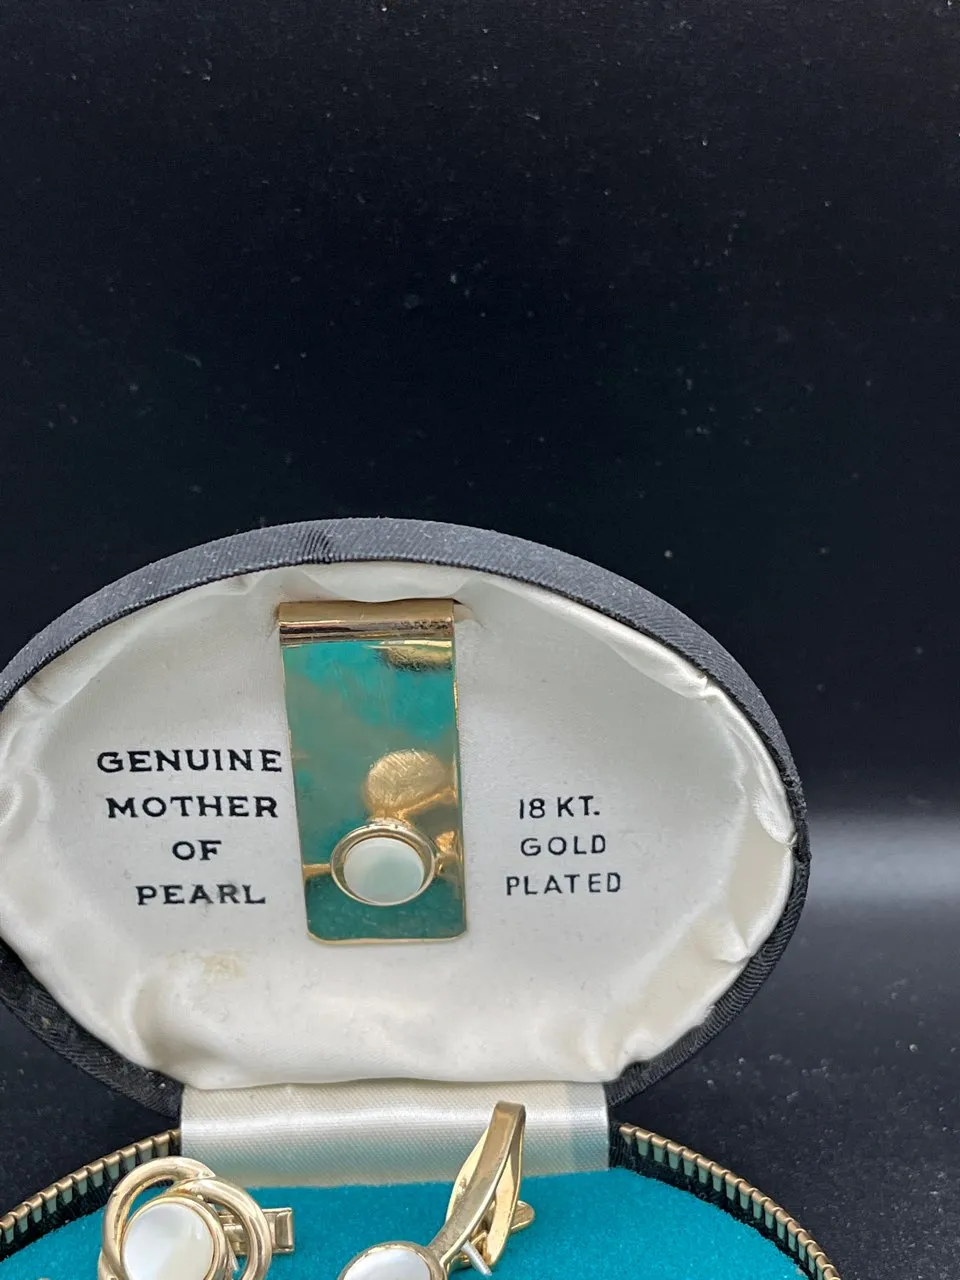 GENUINE
MOTHER
OF
PEARL
18 KT.
GOLD
PLATED